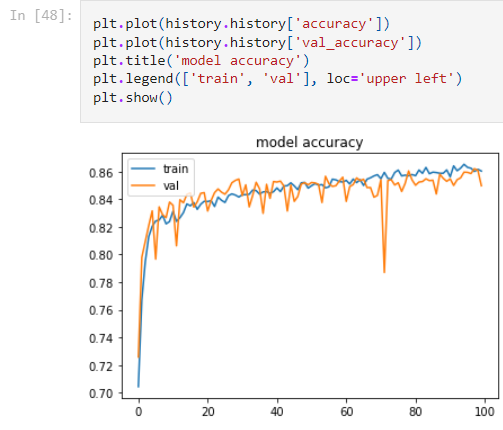 In [48]:
plt.plot(history.history['accuracy'])
plt.plot(history.history['val_accuracy'])
plt.title('model accuracy')
plt.legend(['train', 'val'], loc='upper left')
plt.show()
model accuracy
train
val
0.86
0.84
0.82
0.80
0.78
0.76
0.74
0.72
0.70
0 20 40 60 80 100